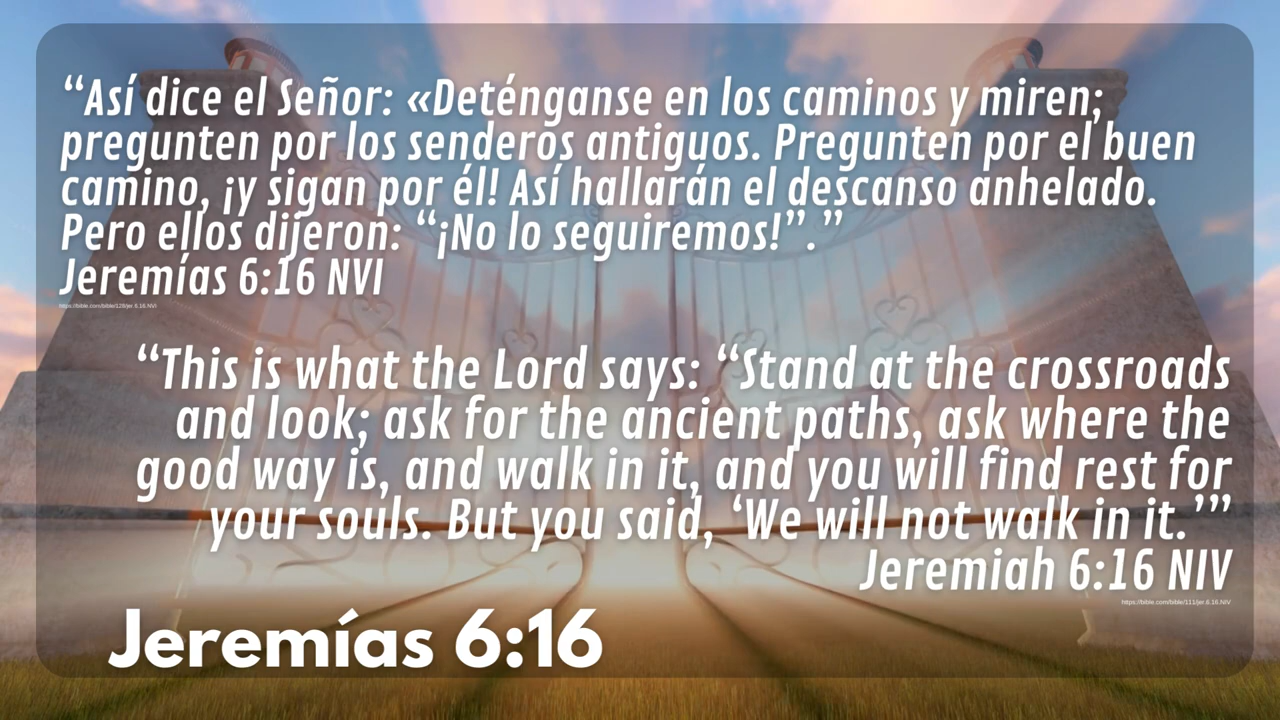 “Así dice el Señor: «Deténganse en los caminos y miren;
pregunten por los senderos antiguos. Pregunten por el buen
camino, ¡y sigan por él! Así hallarán el descanso anhelado.
Pero ellos dijeron: “¡No lo seguiremos!”.”
Jeremías 6:16 NVI
https://bible.com/bible/128/jer.6.16.NVI
“This is what the Lord says: “Stand at the crossroads
and look; ask for the ancient paths, ask where the
good way is, and walk in it, and you will find rest for
your souls. But you said, ‘We will not walk in it.’”
Jeremiah 6:16 NIV
https://bible.com/bible/111/jer.6.16.NIV
Jeremías 6:16